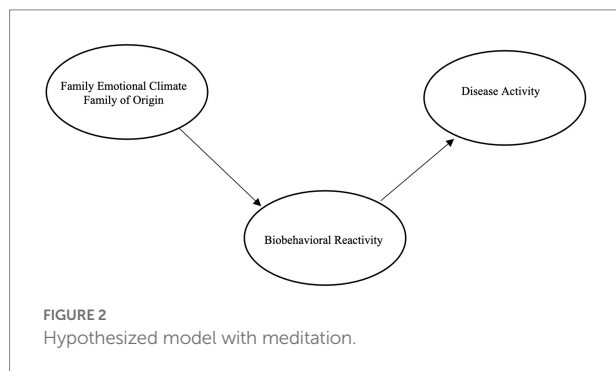 Family Emotional Climate
Family of Origin
Disease Activity
Biobehavioral Reactivity
FIGURE 2
Hypothesized model with meditation.